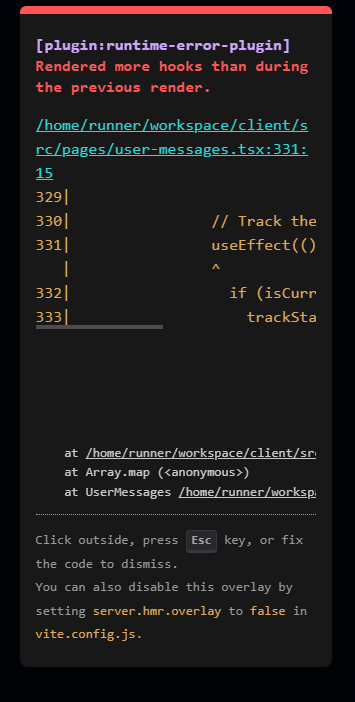 [plugin:runtime-error-plugin]
Rendered more hooks than during
the previous render.
/home/runner/workspace/client/s
rc/pages/user-messages.tsx:331:
15
329|
330|               // Track the
331|               useEffect(()
   |               ^
332|                 if (isCurr
333|                   trackSta
at /home/runner/workspace/client/src
at Array.map (<anonymous>)
at UserMessages /home/runner/workspa
Click outside, press Esc key, or fix
the code to dismiss.
You can also disable this overlay by
setting server.hmr.overlay to false in
vite.config.js.